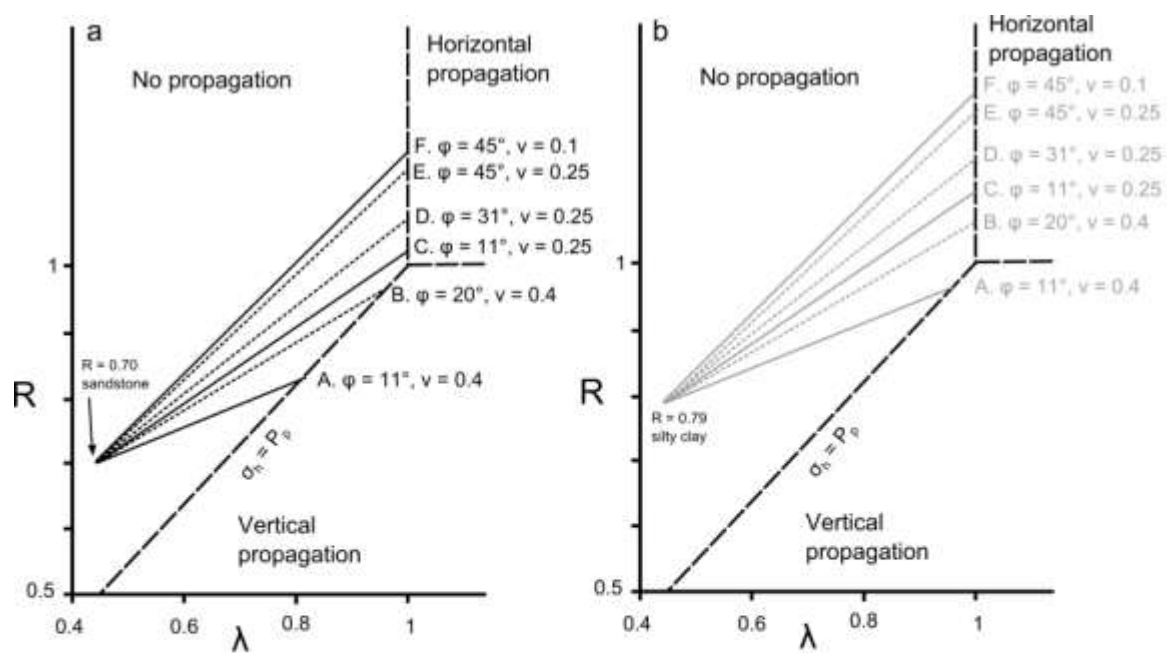 a
No propagation
Horizontal
propagation
F. φ = 45°, v = 0.1
E. φ = 45°, v = 0.25
D. φ = 31°, v = 0.25
C. φ = 11°, v = 0.25
B. φ = 20°, v = 0.4
A. φ = 11°, v = 0.4
R = 0.70
sandstone
σh = Pp
Vertical
propagation
R
1
0.5
0.4
0.6
0.8
1
λ
b
No propagation
Horizontal
propagation
F. φ = 45°, v = 0.1
E. φ = 45°, v = 0.25
D. φ = 31°, v = 0.25
C. φ = 11°, v = 0.25
B. φ = 20°, v = 0.4
A. φ = 11°, v = 0.4
R = 0.79
silty clay
σh = Pp
Vertical
propagation
R
1
0.5
0.4
0.6
0.8
1
λ